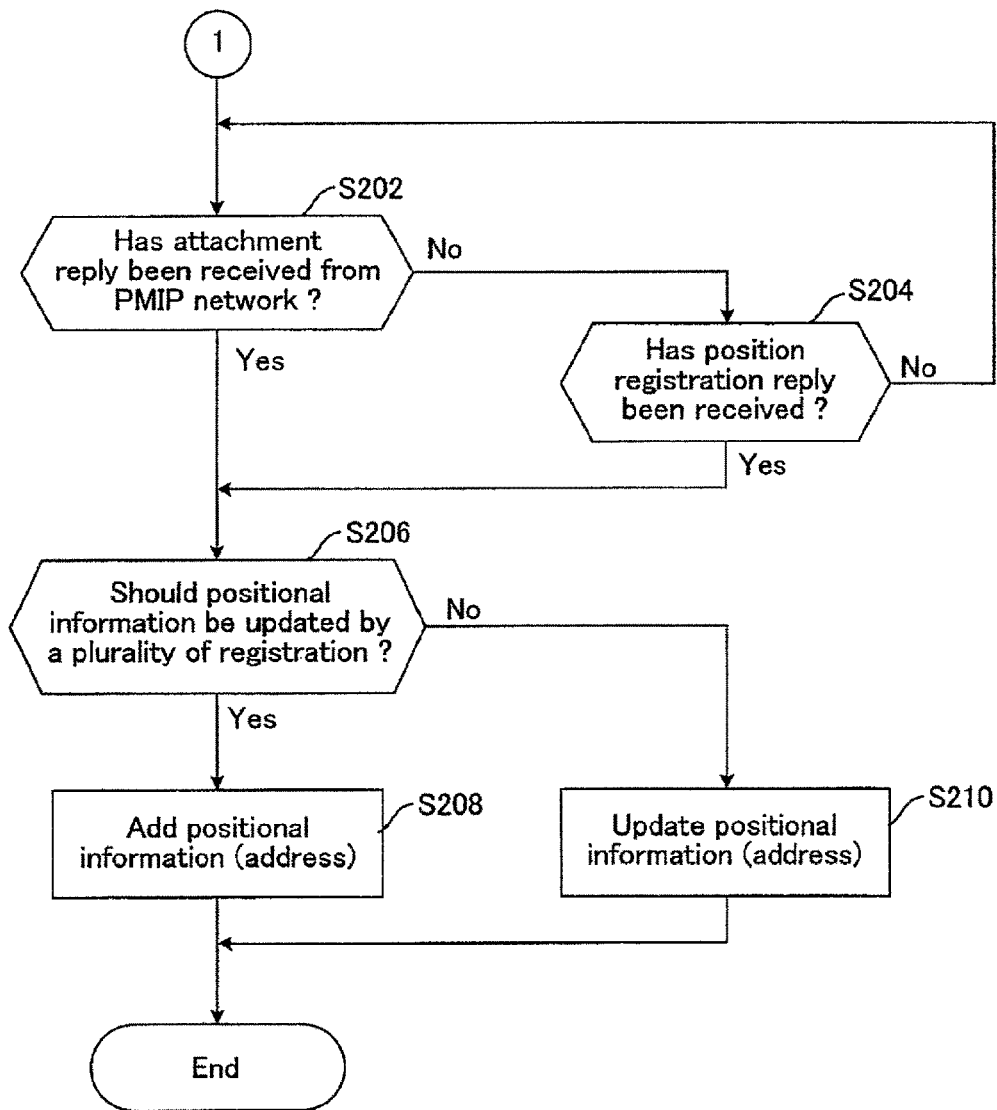 1
S202
Has attachment
reply been received from
PMIP network ?
No
Yes
S204
Has position
registration reply
been received ?
No
Yes
S206
Should positional
information be updated by
a plurality of registration ?
No
Yes
S208
Add positional
information (address)
S210
Update positional
information (address)
End